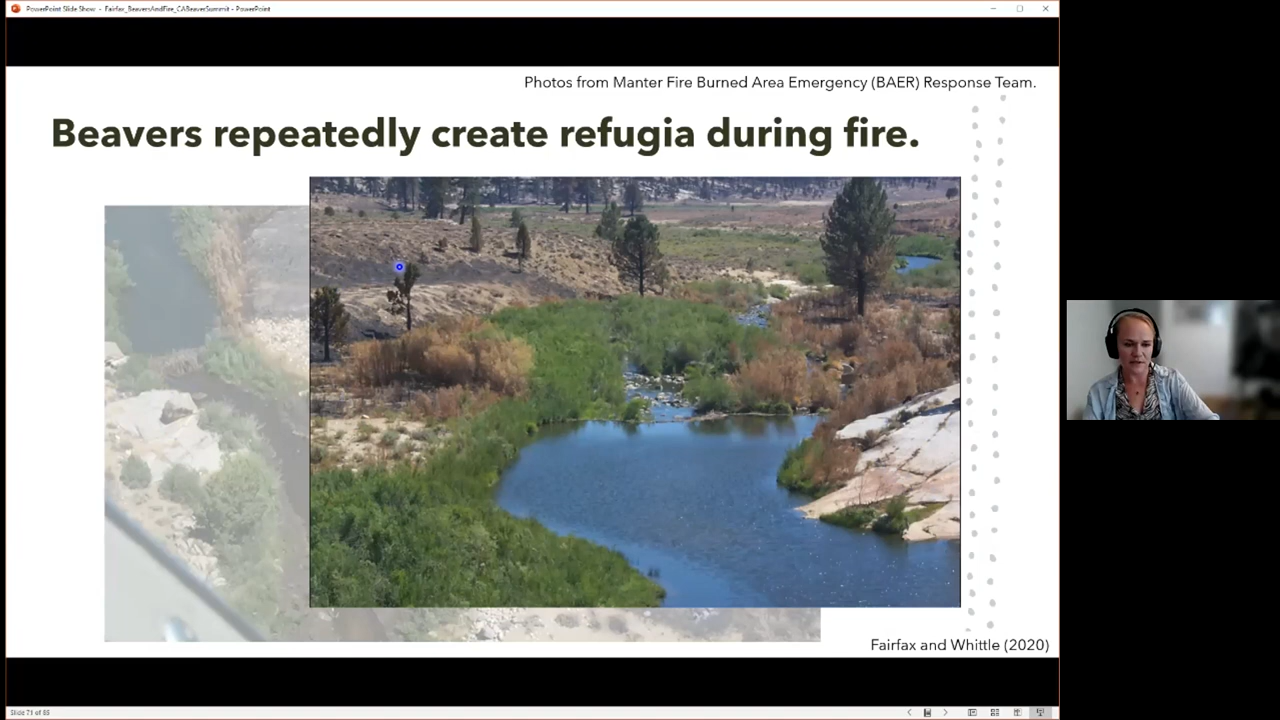 PowerPoint Slide Show - Fairfax_BeaversAndFire_CABeaverSummit - PowerPoint
Photos from Manter Fire Burned Area Emergency (BAER) Response Team.
Beavers repeatedly create refugia during fire.
Fairfax and Whittle (2020)
Slide 71 of 85